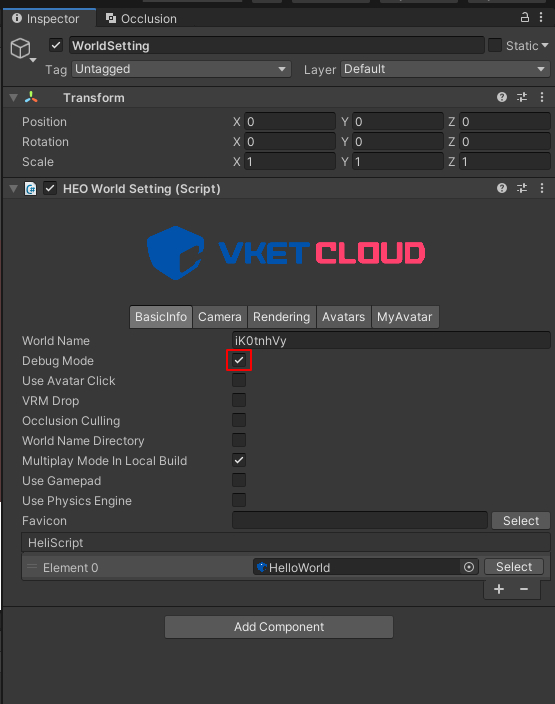 Inspector Occlusion
WorldSetting Static
Tag Untagged Layer Default
Transform
Position X 0 Y 0 Z 0
Rotation X 0 Y 0 Z 0
Scale X 1 Y 1 Z 1
HEO World Setting (Script)
VKET CLOUD
BasicInfo Camera Rendering Avatars MyAvatar
World Name iK0tnhVy
Debug Mode
Use Avatar Click
VRM Drop
Occlusion Culling
World Name Directory
Multiplay Mode In Local Build
Use Gamepad
Use Physics Engine
Favicon Select
HeliScript
Element 0 HelloWorld Select
+ −
Add Component